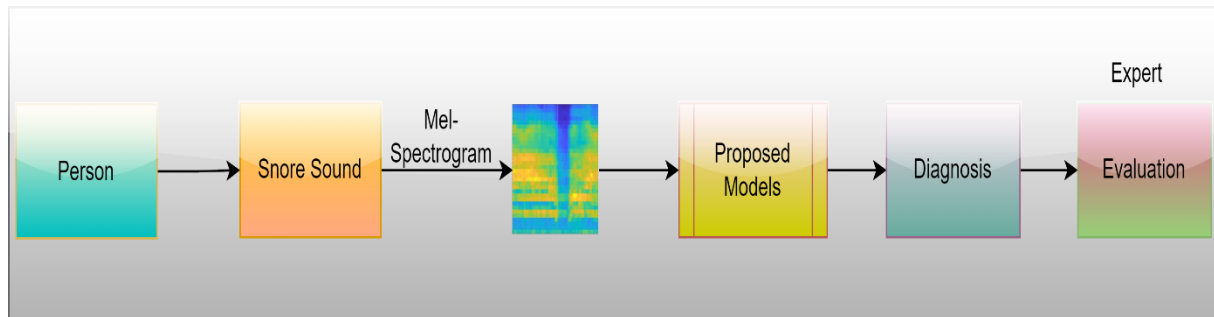 Person
Snore Sound
Mel-
Spectrogram
Proposed
Models
Diagnosis
Expert
Evaluation